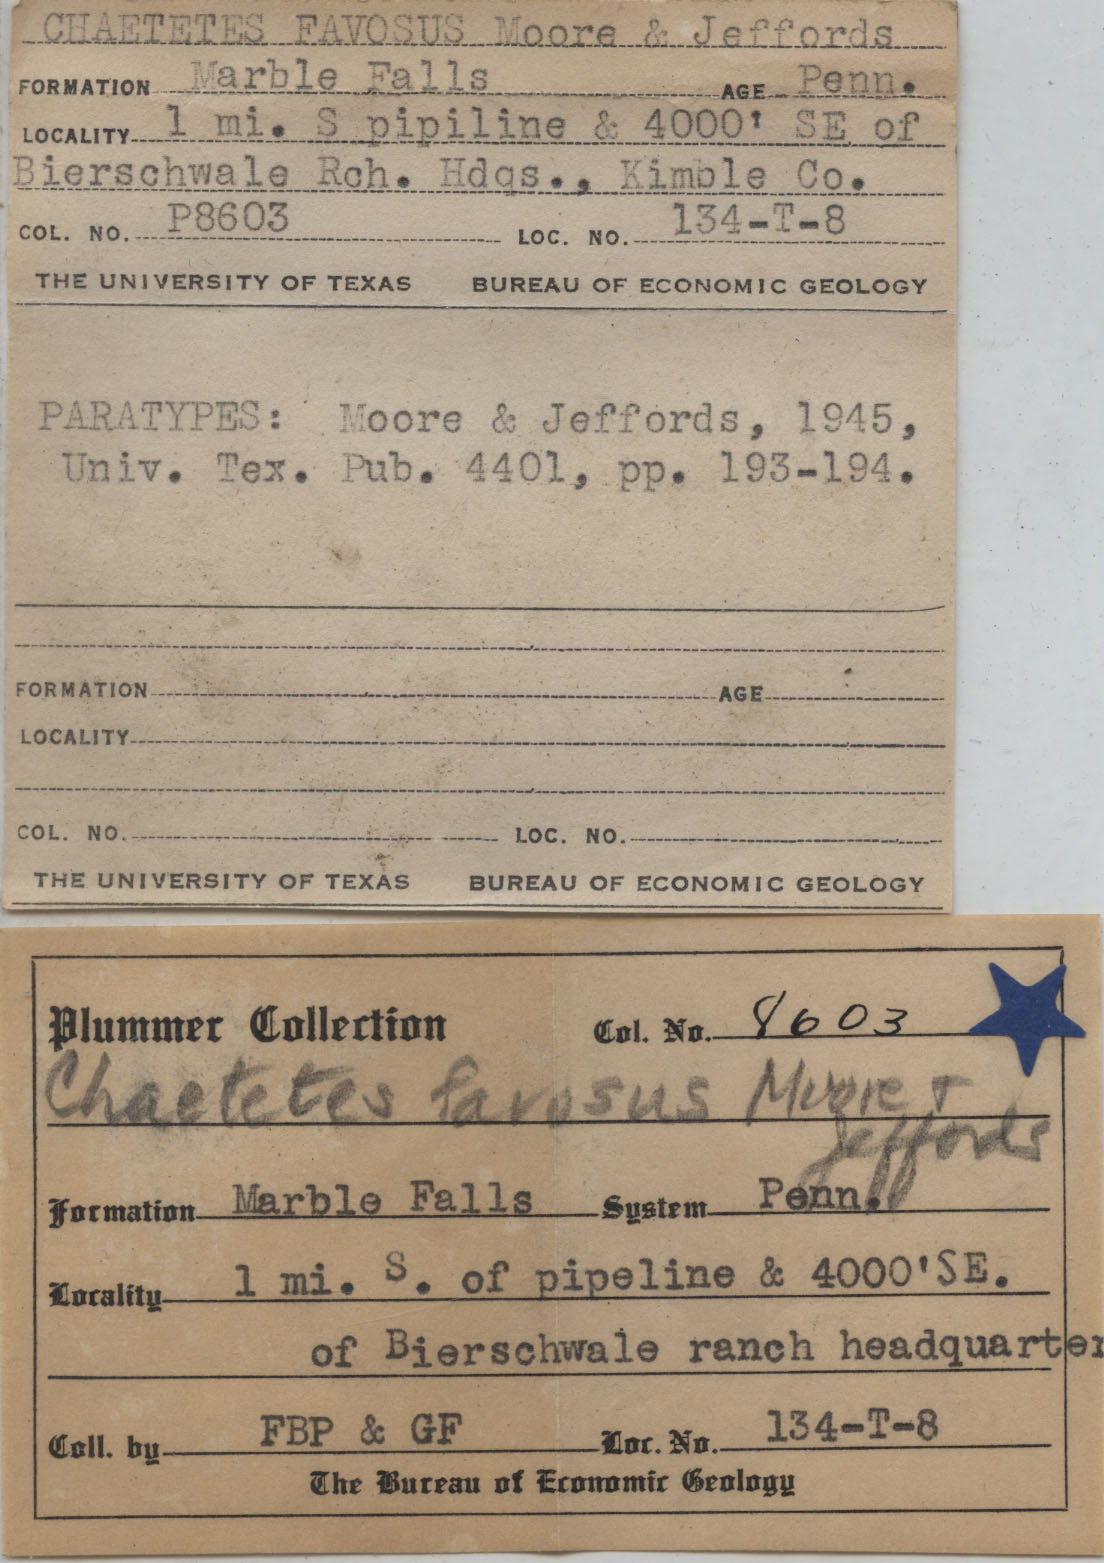 CHAETETES FAVOSUS Moore & Jeffords
FORMATION Marble Falls AGE Penn.
LOCALITY 1 mi. S pipiline & 4000' SE of
Bierschwale Rch. Hdqs., Kimble Co.
COL. NO. P8603 LOC. NO. 134-T-8
THE UNIVERSITY OF TEXAS BUREAU OF ECONOMIC GEOLOGY
PARATYPES: Moore & Jeffords, 1945,
Univ. Tex. Pub. 4401, pp. 193-194.
FORMATION AGE
LOCALITY
COL. NO. LOC. NO.
THE UNIVERSITY OF TEXAS BUREAU OF ECONOMIC GEOLOGY
Plummer Collection Col. No. 8603
Chaetetes favosus Moore +
Jeffords
Formation Marble Falls System Penn.
Locality 1 mi. S. of pipeline & 4000'SE.
of Bierschwale ranch headquarter
Coll. by FBP & GF Loc. No. 134-T-8
The Bureau of Economic Geology